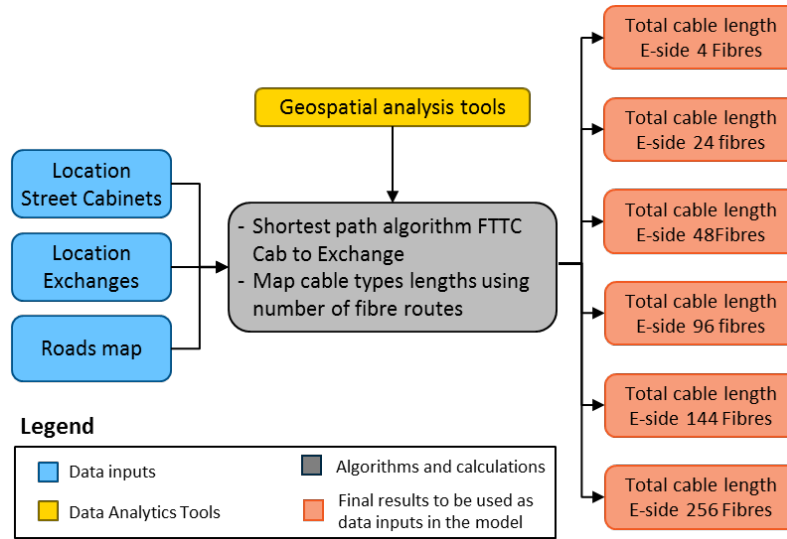 Total cable length
E-side 4 Fibres
Geospatial analysis tools
Total cable length
E-side 24 fibres
Location
Street Cabinets
- Shortest path algorithm FTTC
Cab to Exchange
- Map cable types lengths using
number of fibre routes
Total cable length
E-side 48Fibres
Location
Exchanges
Total cable length
E-side 96 fibres
Roads map
Total cable length
E-side 144 Fibres
Legend
Data inputs
Algorithms and calculations
Data Analytics Tools
Final results to be used as
data inputs in the model
Total cable length
E-side 256 Fibres